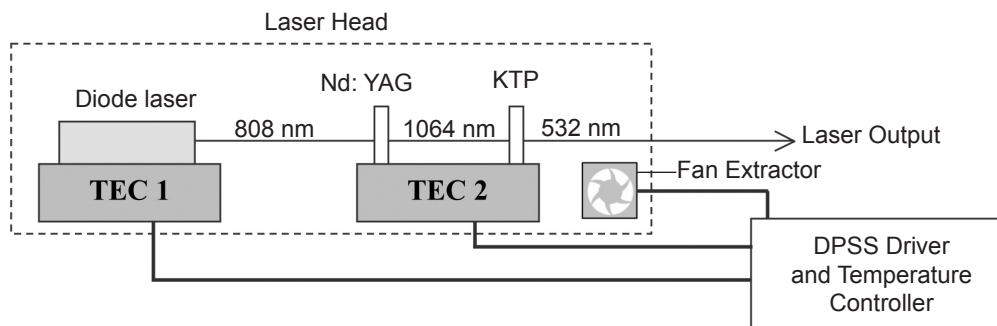 Laser Head
Nd: YAG
KTP
Diode laser
808 nm
1064 nm
532 nm
Laser Output
TEC 1
TEC 2
Fan Extractor
DPSS Driver
and Temperature
Controller